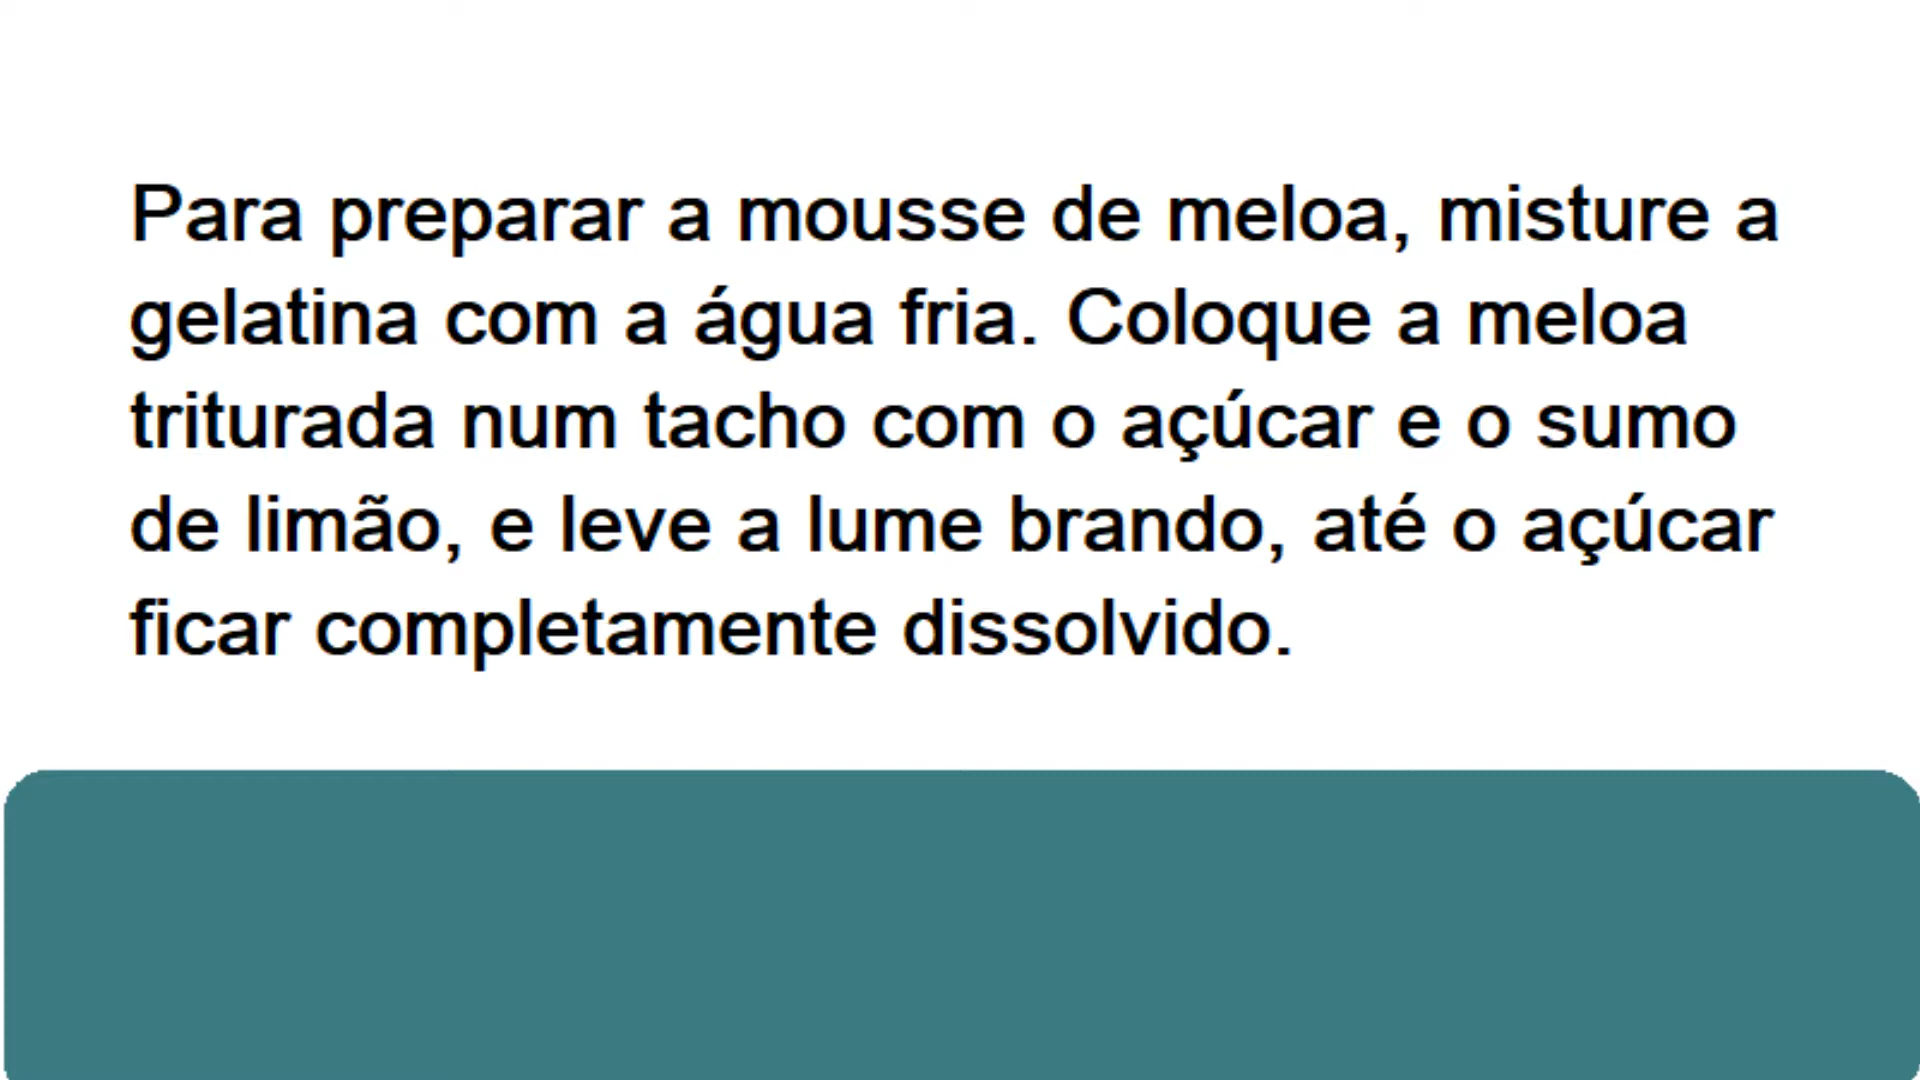 Para preparar a mousse de meloa, misture a
gelatina com a água fria. Coloque a meloa
triturada num tacho com o açúcar e o sumo
de limão, e leve a lume brando, até o açúcar
ficar completamente dissolvido.